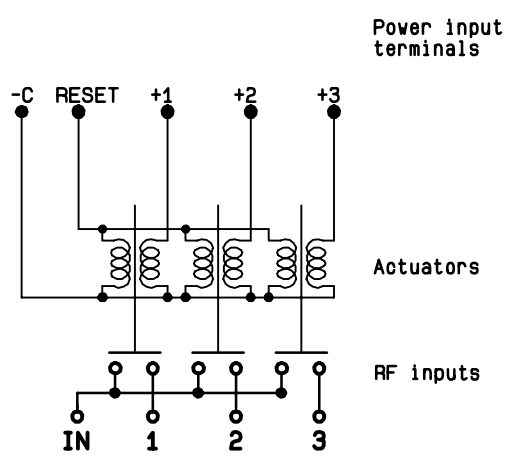 Power input
terminals
-C RESET +1 +2 +3
Actuators
RF inputs
IN 1 2 3